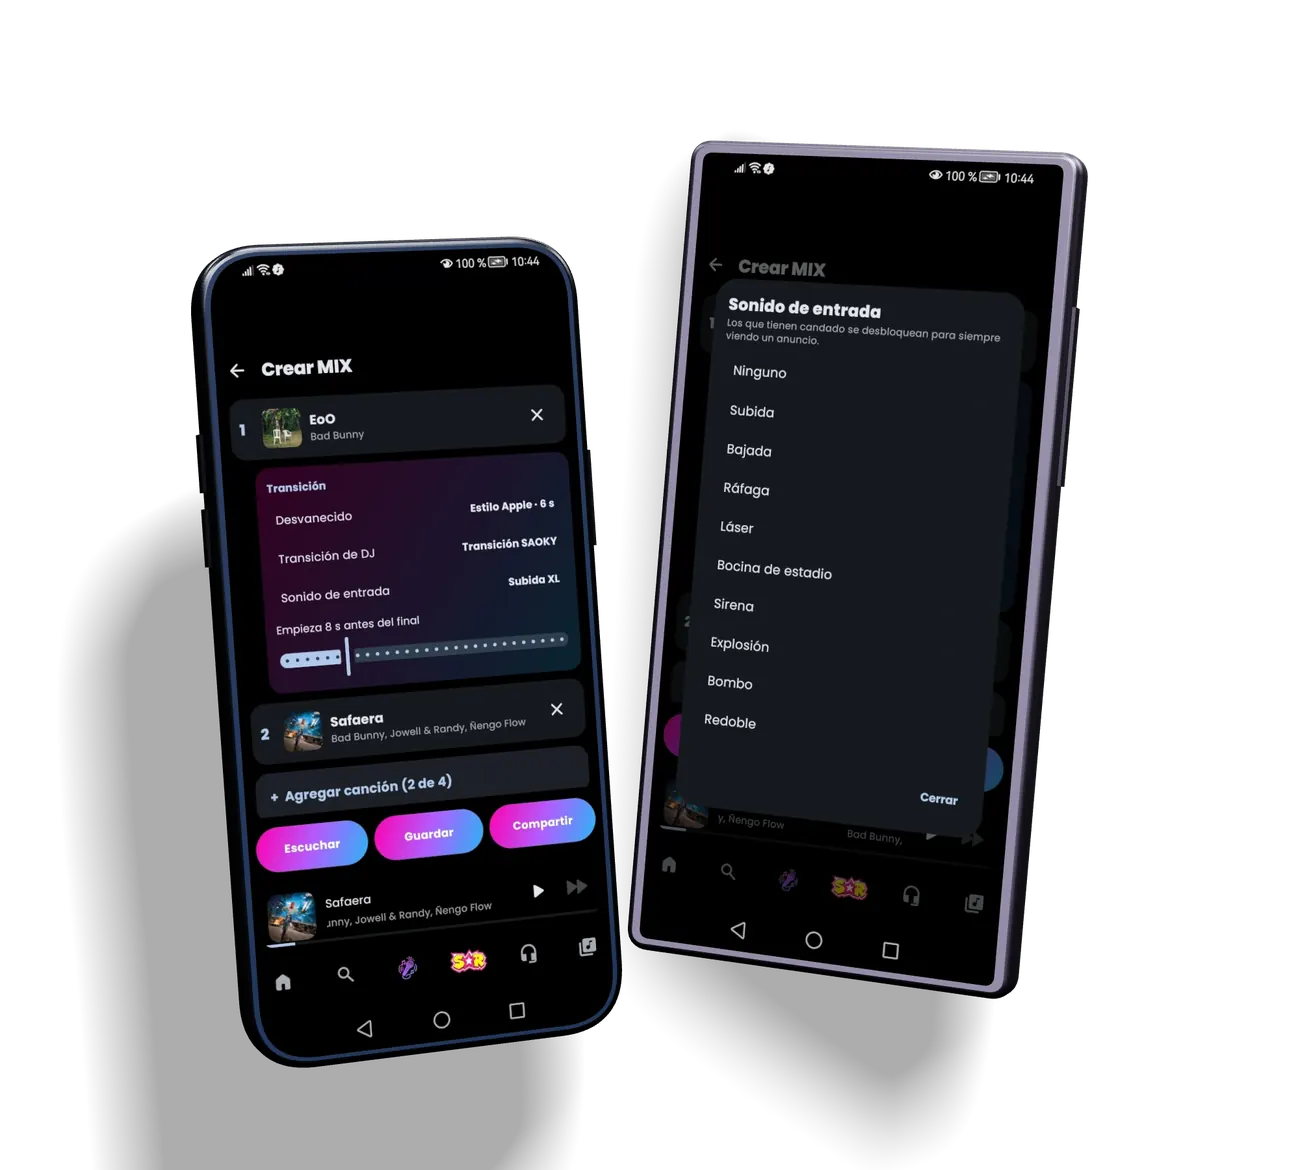 100 % 10:44
Crear MIX
1
EoO
Bad Bunny
Transición
Desvanecido
Estilo Apple · 6 s
Transición de DJ
Transición SAOKY
Sonido de entrada
Subida XL
Empieza 8 s antes del final
2
Safaera
Bad Bunny, Jowell & Randy, Ñengo Flow
+ Agregar canción (2 de 4)
Escuchar
Guardar
Compartir
Safaera
unny, Jowell & Randy, Ñengo Flow
S★R
100 % 10:44
Crear MIX
1
Sonido de entrada
Los que tienen candado se desbloquean para siempre
viendo un anuncio.
Ninguno
Subida
Bajada
Ráfaga
Láser
Bocina de estadio
Sirena
Explosión
Bombo
Redoble
2
Cerrar
y, Ñengo Flow
Bad Bunny,
S★R